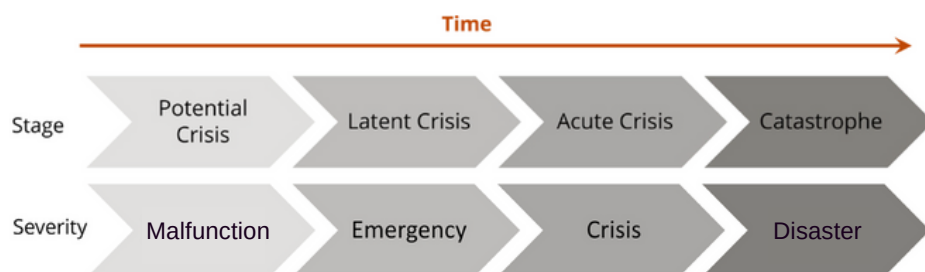 Time
Stage
Potential
Crisis
Latent Crisis
Acute Crisis
Catastrophe
Severity
Malfunction
Emergency
Crisis
Disaster